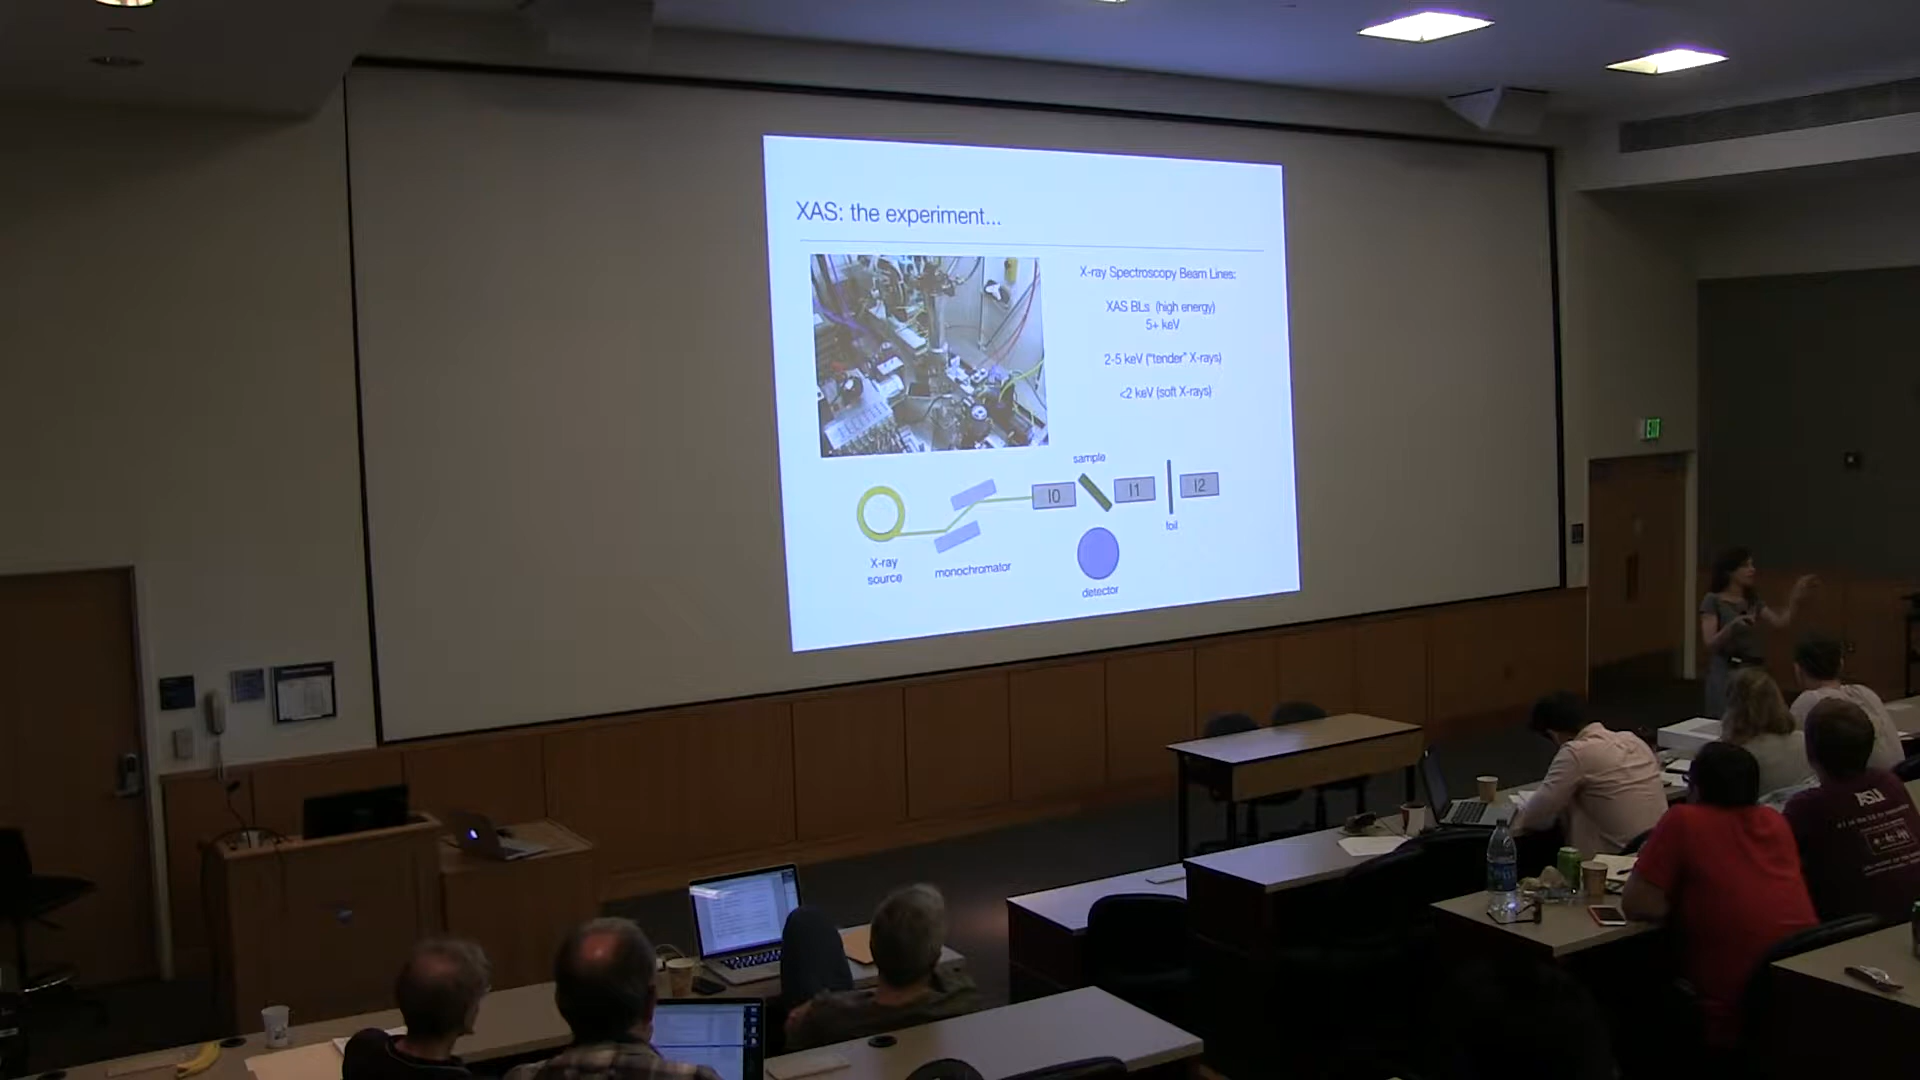 XAS: the experiment...
X-ray Spectroscopy Beam Lines:
XAS BLs (high energy)
5+ keV
2-5 keV ("tender" X-rays)
<2 keV (soft X-rays)
sample
I0
I1
I2
foil
X-ray
source
monochromator
detector
EXIT
ASU